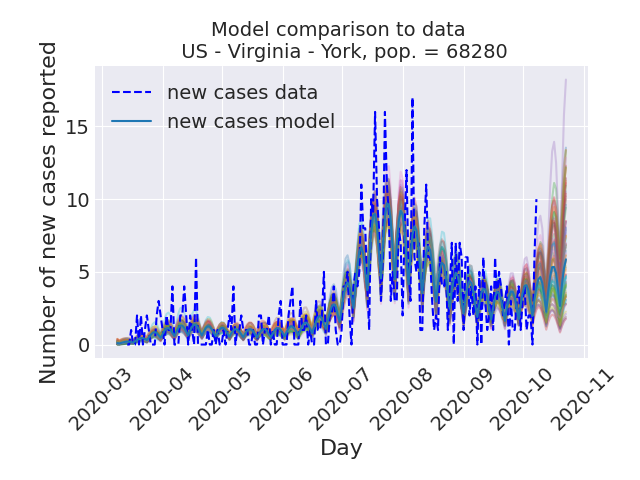 Model comparison to data
US - Virginia - York, pop. = 68280
new cases data
new cases model
Number of new cases reported
15
10
5
0
2020-03
2020-04
2020-05
2020-06
2020-07
2020-08
2020-09
2020-10
2020-11
Day